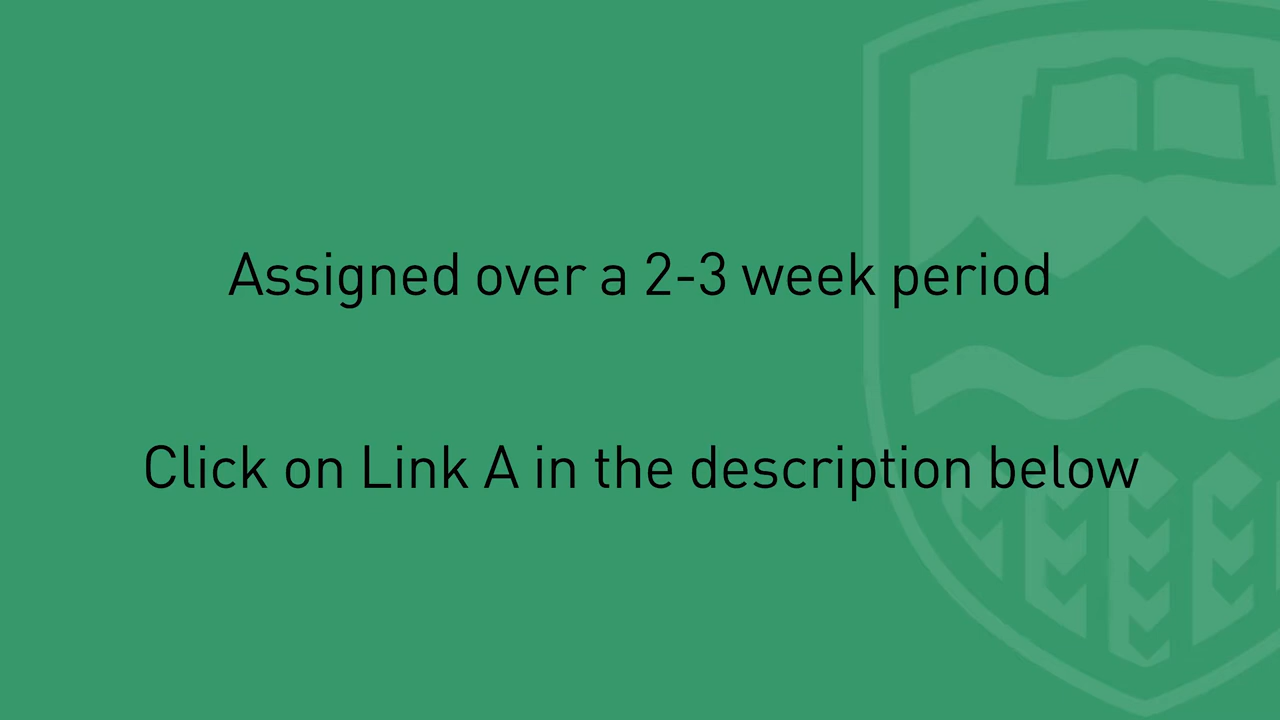 Assigned over a 2-3 week period
Click on Link A in the description below